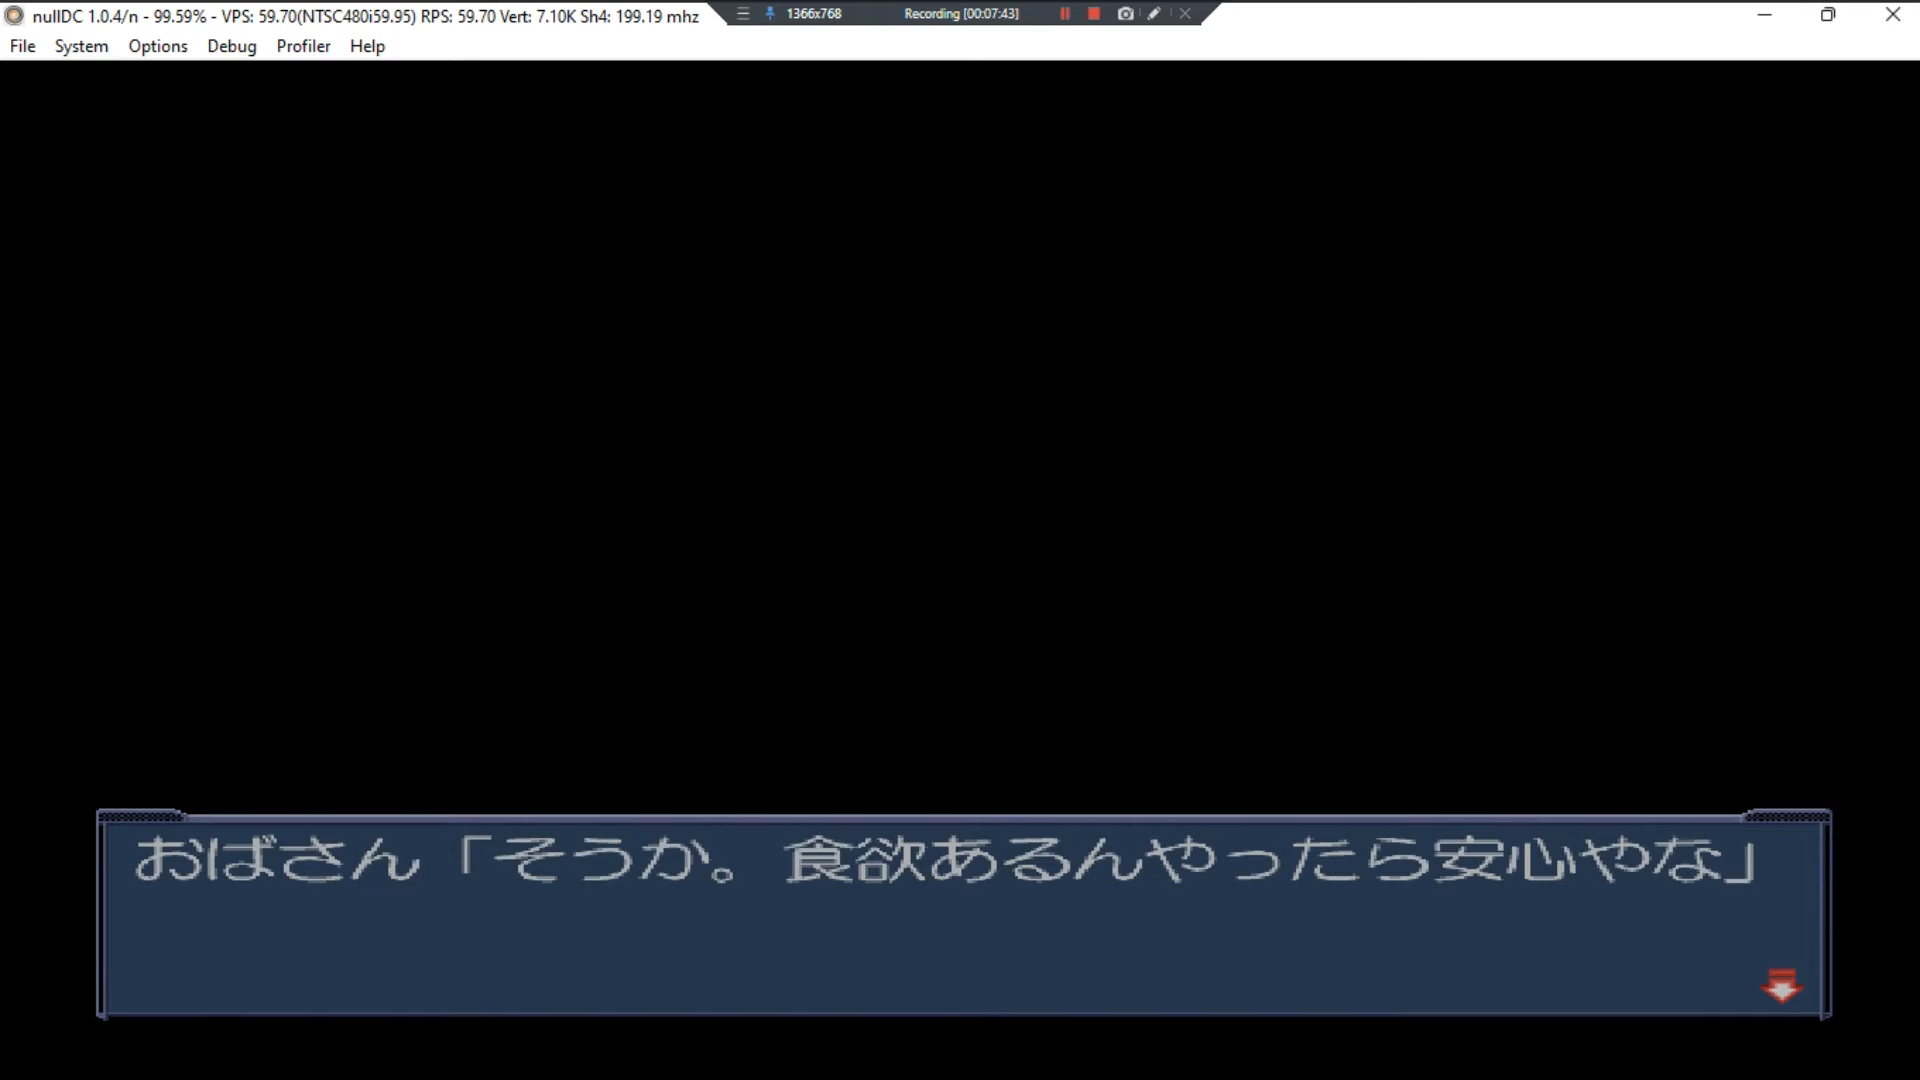 nullDC 1.0.4/n - 99.59% - VPS: 59.70(NTSC480i59.95) RPS: 59.70 Vert: 7.10K Sh4: 199.19 mhz
1366x768
Recording [00:07:43]
File System Options Debug Profiler Help
おばさん「そうか。食欲あるんやったら安心やな」